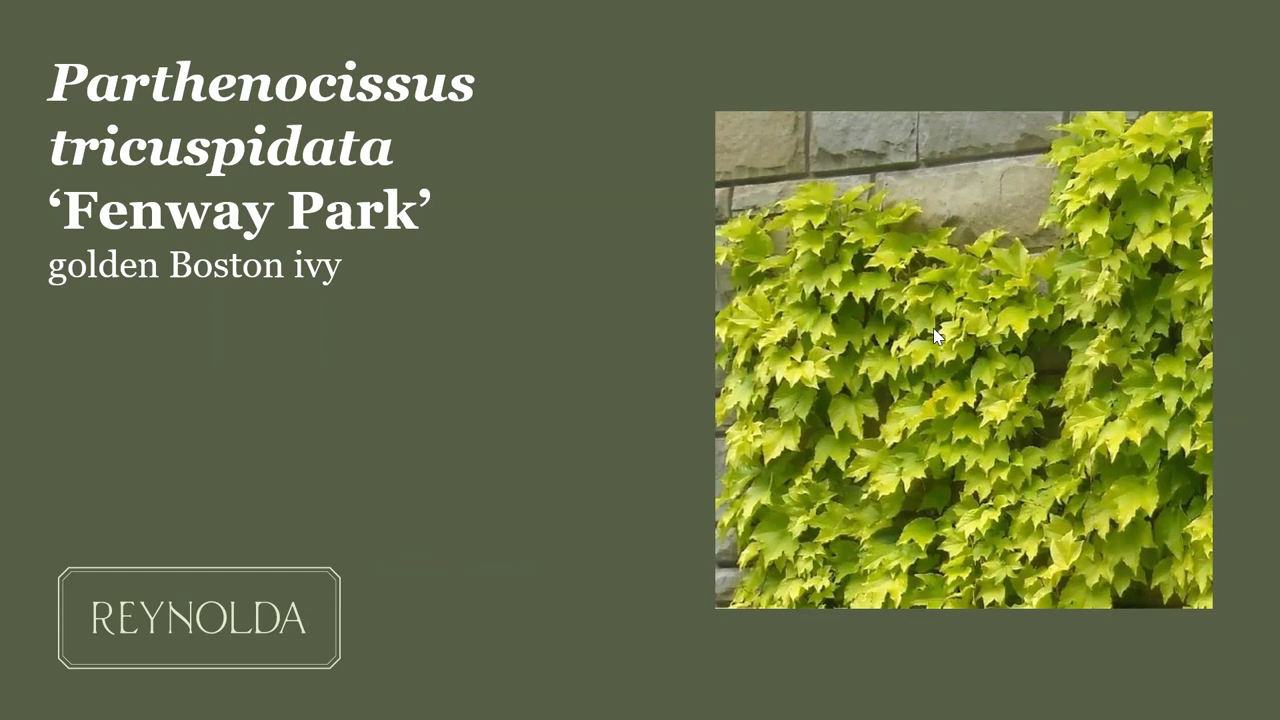 Parthenocissus
tricuspidata
‘Fenway Park’
golden Boston ivy
REYNOLDA